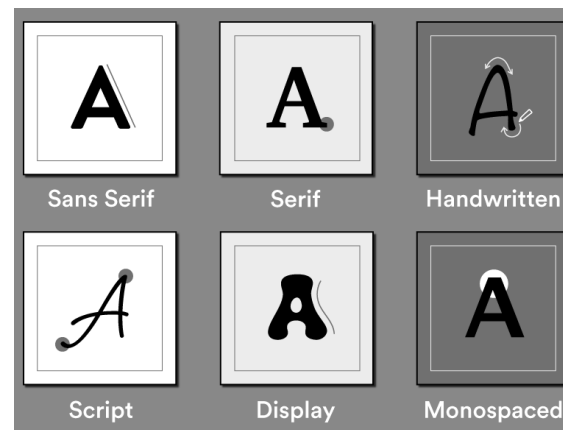 A A A
Sans Serif Serif Handwritten
A A A
Script Display Monospaced